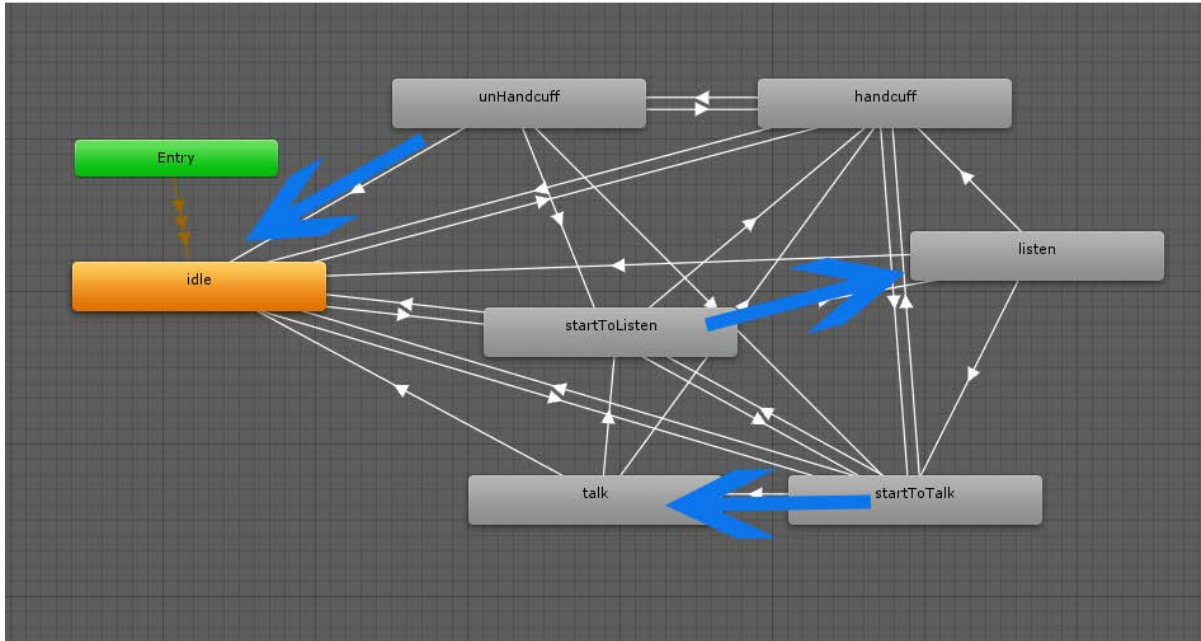 unHandcuff
handcuff
Entry
listen
idle
startToListen
talk
startToTalk